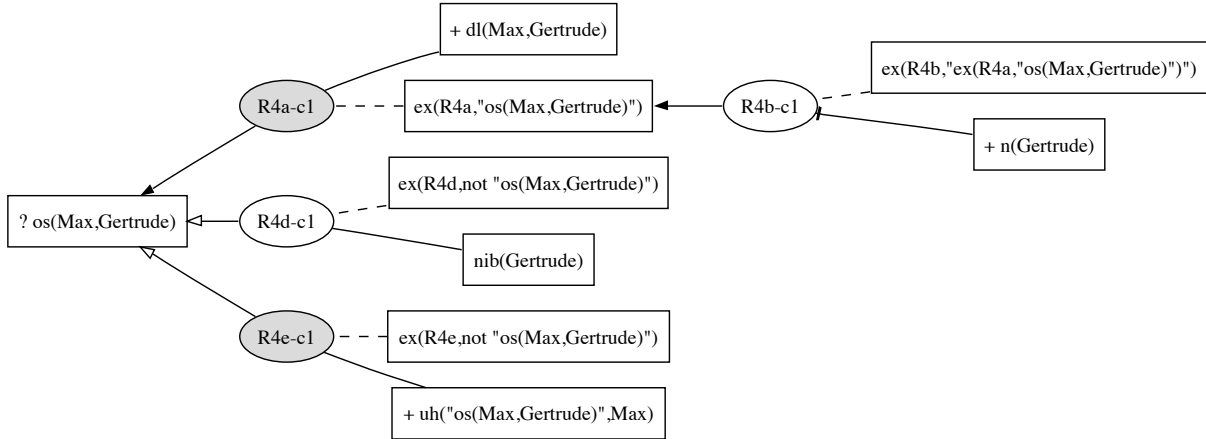 + dl(Max,Gertrude)
R4a-c1
ex(R4a,"os(Max,Gertrude)")
R4b-c1
ex(R4b,"ex(R4a,"os(Max,Gertrude)")")
+ n(Gertrude)
? os(Max,Gertrude)
ex(R4d,not "os(Max,Gertrude)")
R4d-c1
nib(Gertrude)
R4e-c1
ex(R4e,not "os(Max,Gertrude)")
+ uh("os(Max,Gertrude)",Max)